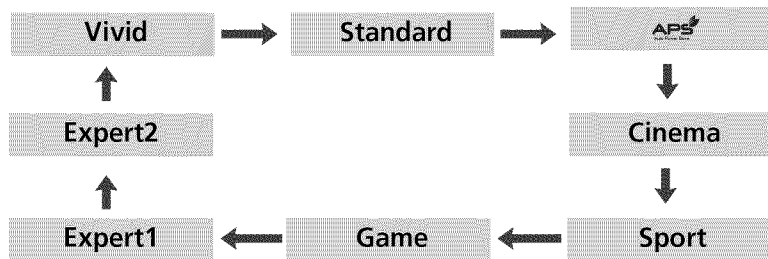 Vivid
Standard
APS
Expert2
Cinema
Expert1
Game
Sport